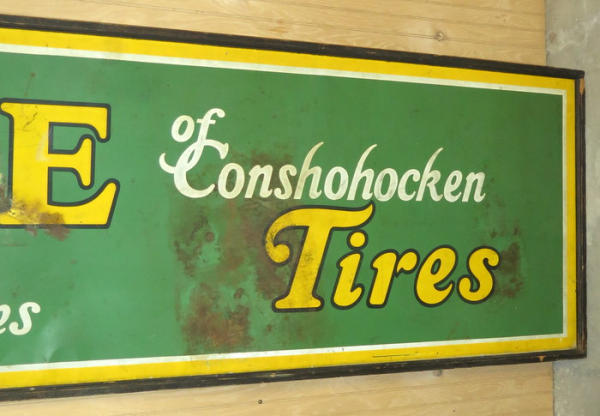 E
of
Conshohocken
Tires
es